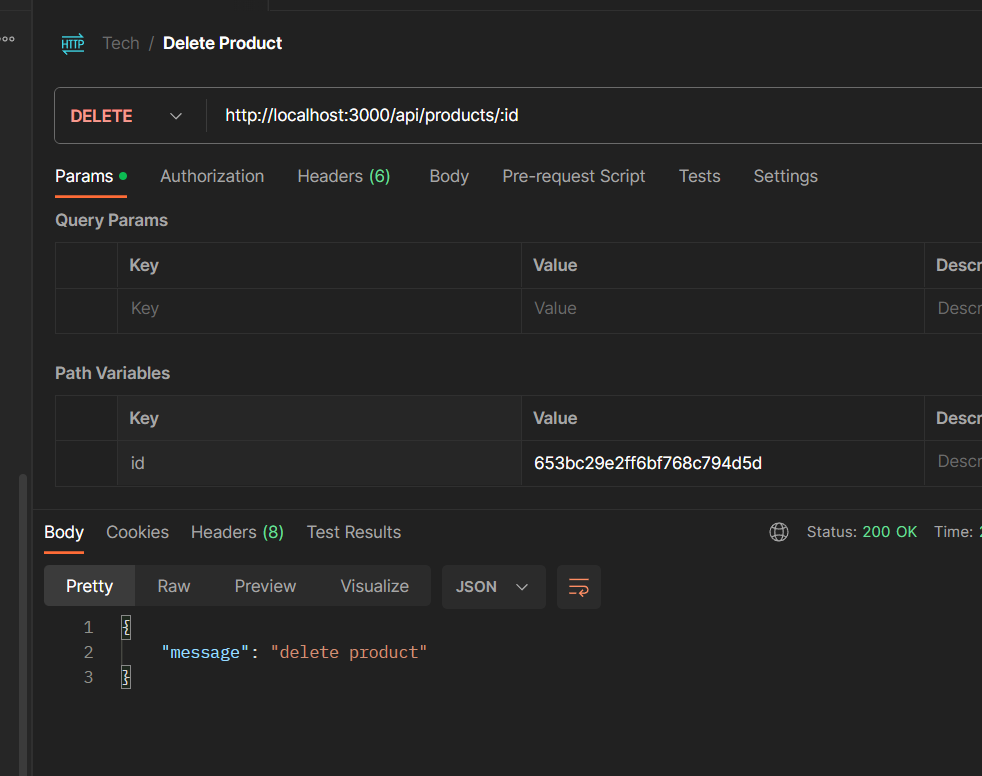 HTTP Tech / Delete Product
DELETE http://localhost:3000/api/products/:id
Params Authorization Headers (6) Body Pre-request Script Tests Settings
Query Params
Key Value Descr
Key Value Descr
Path Variables
Key Value Descr
id 653bc29e2ff6bf768c794d5d Descr
Body Cookies Headers (8) Test Results Status: 200 OK Time: 2
Pretty Raw Preview Visualize JSON
1 {
2 "message": "delete product"
3 }